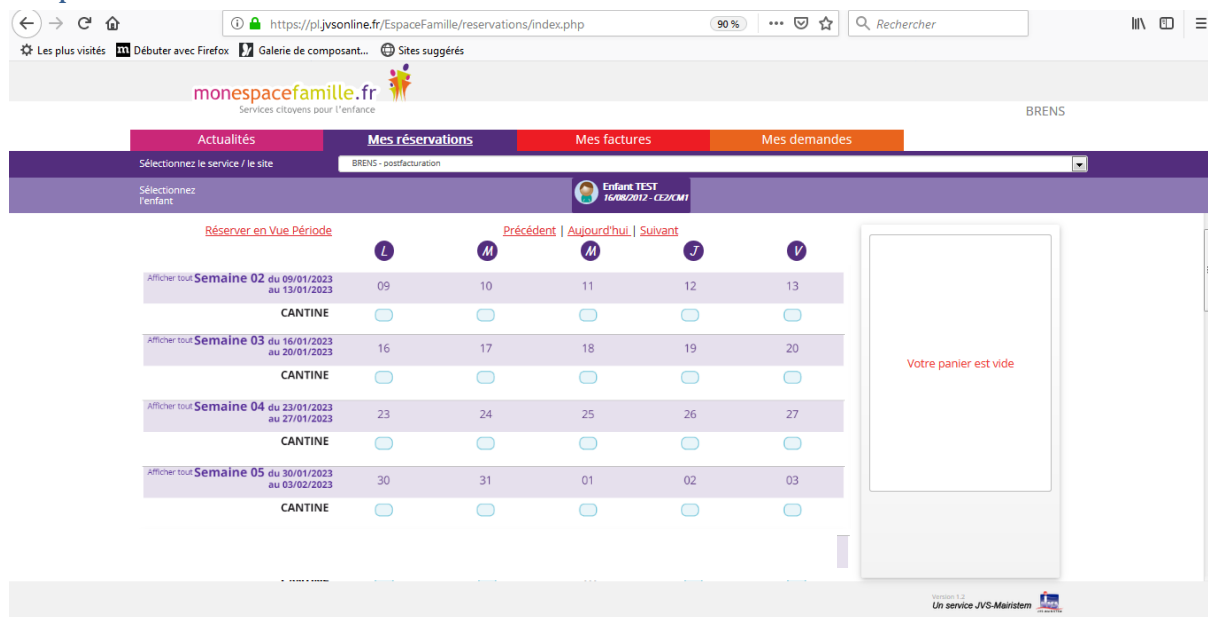 https://pl.jvsonline.fr/EspaceFamille/reservations/index.php 90 % Rechercher
Les plus visités Débuter avec Firefox Galerie de composant... Sites suggérés
monespacefamille.fr
Services citoyens pour l'enfance
BRENS
Actualités Mes réservations Mes factures Mes demandes
Sélectionnez le service / le site BRENS - postfacturation
Sélectionnez
l'enfant
Enfant TEST
16/08/2012 - CE2/CM1
Réserver en Vue Période Précédent | Aujourd'hui | Suivant
L M M J V
Afficher tout Semaine 02 du 09/01/2023
au 13/01/2023
09 10 11 12 13
CANTINE
Afficher tout Semaine 03 du 16/01/2023
au 20/01/2023
16 17 18 19 20
CANTINE
Votre panier est vide
Afficher tout Semaine 04 du 23/01/2023
au 27/01/2023
23 24 25 26 27
CANTINE
Afficher tout Semaine 05 du 30/01/2023
au 03/02/2023
30 31 01 02 03
CANTINE
Version 1.2
Un service JVS-Mairistem